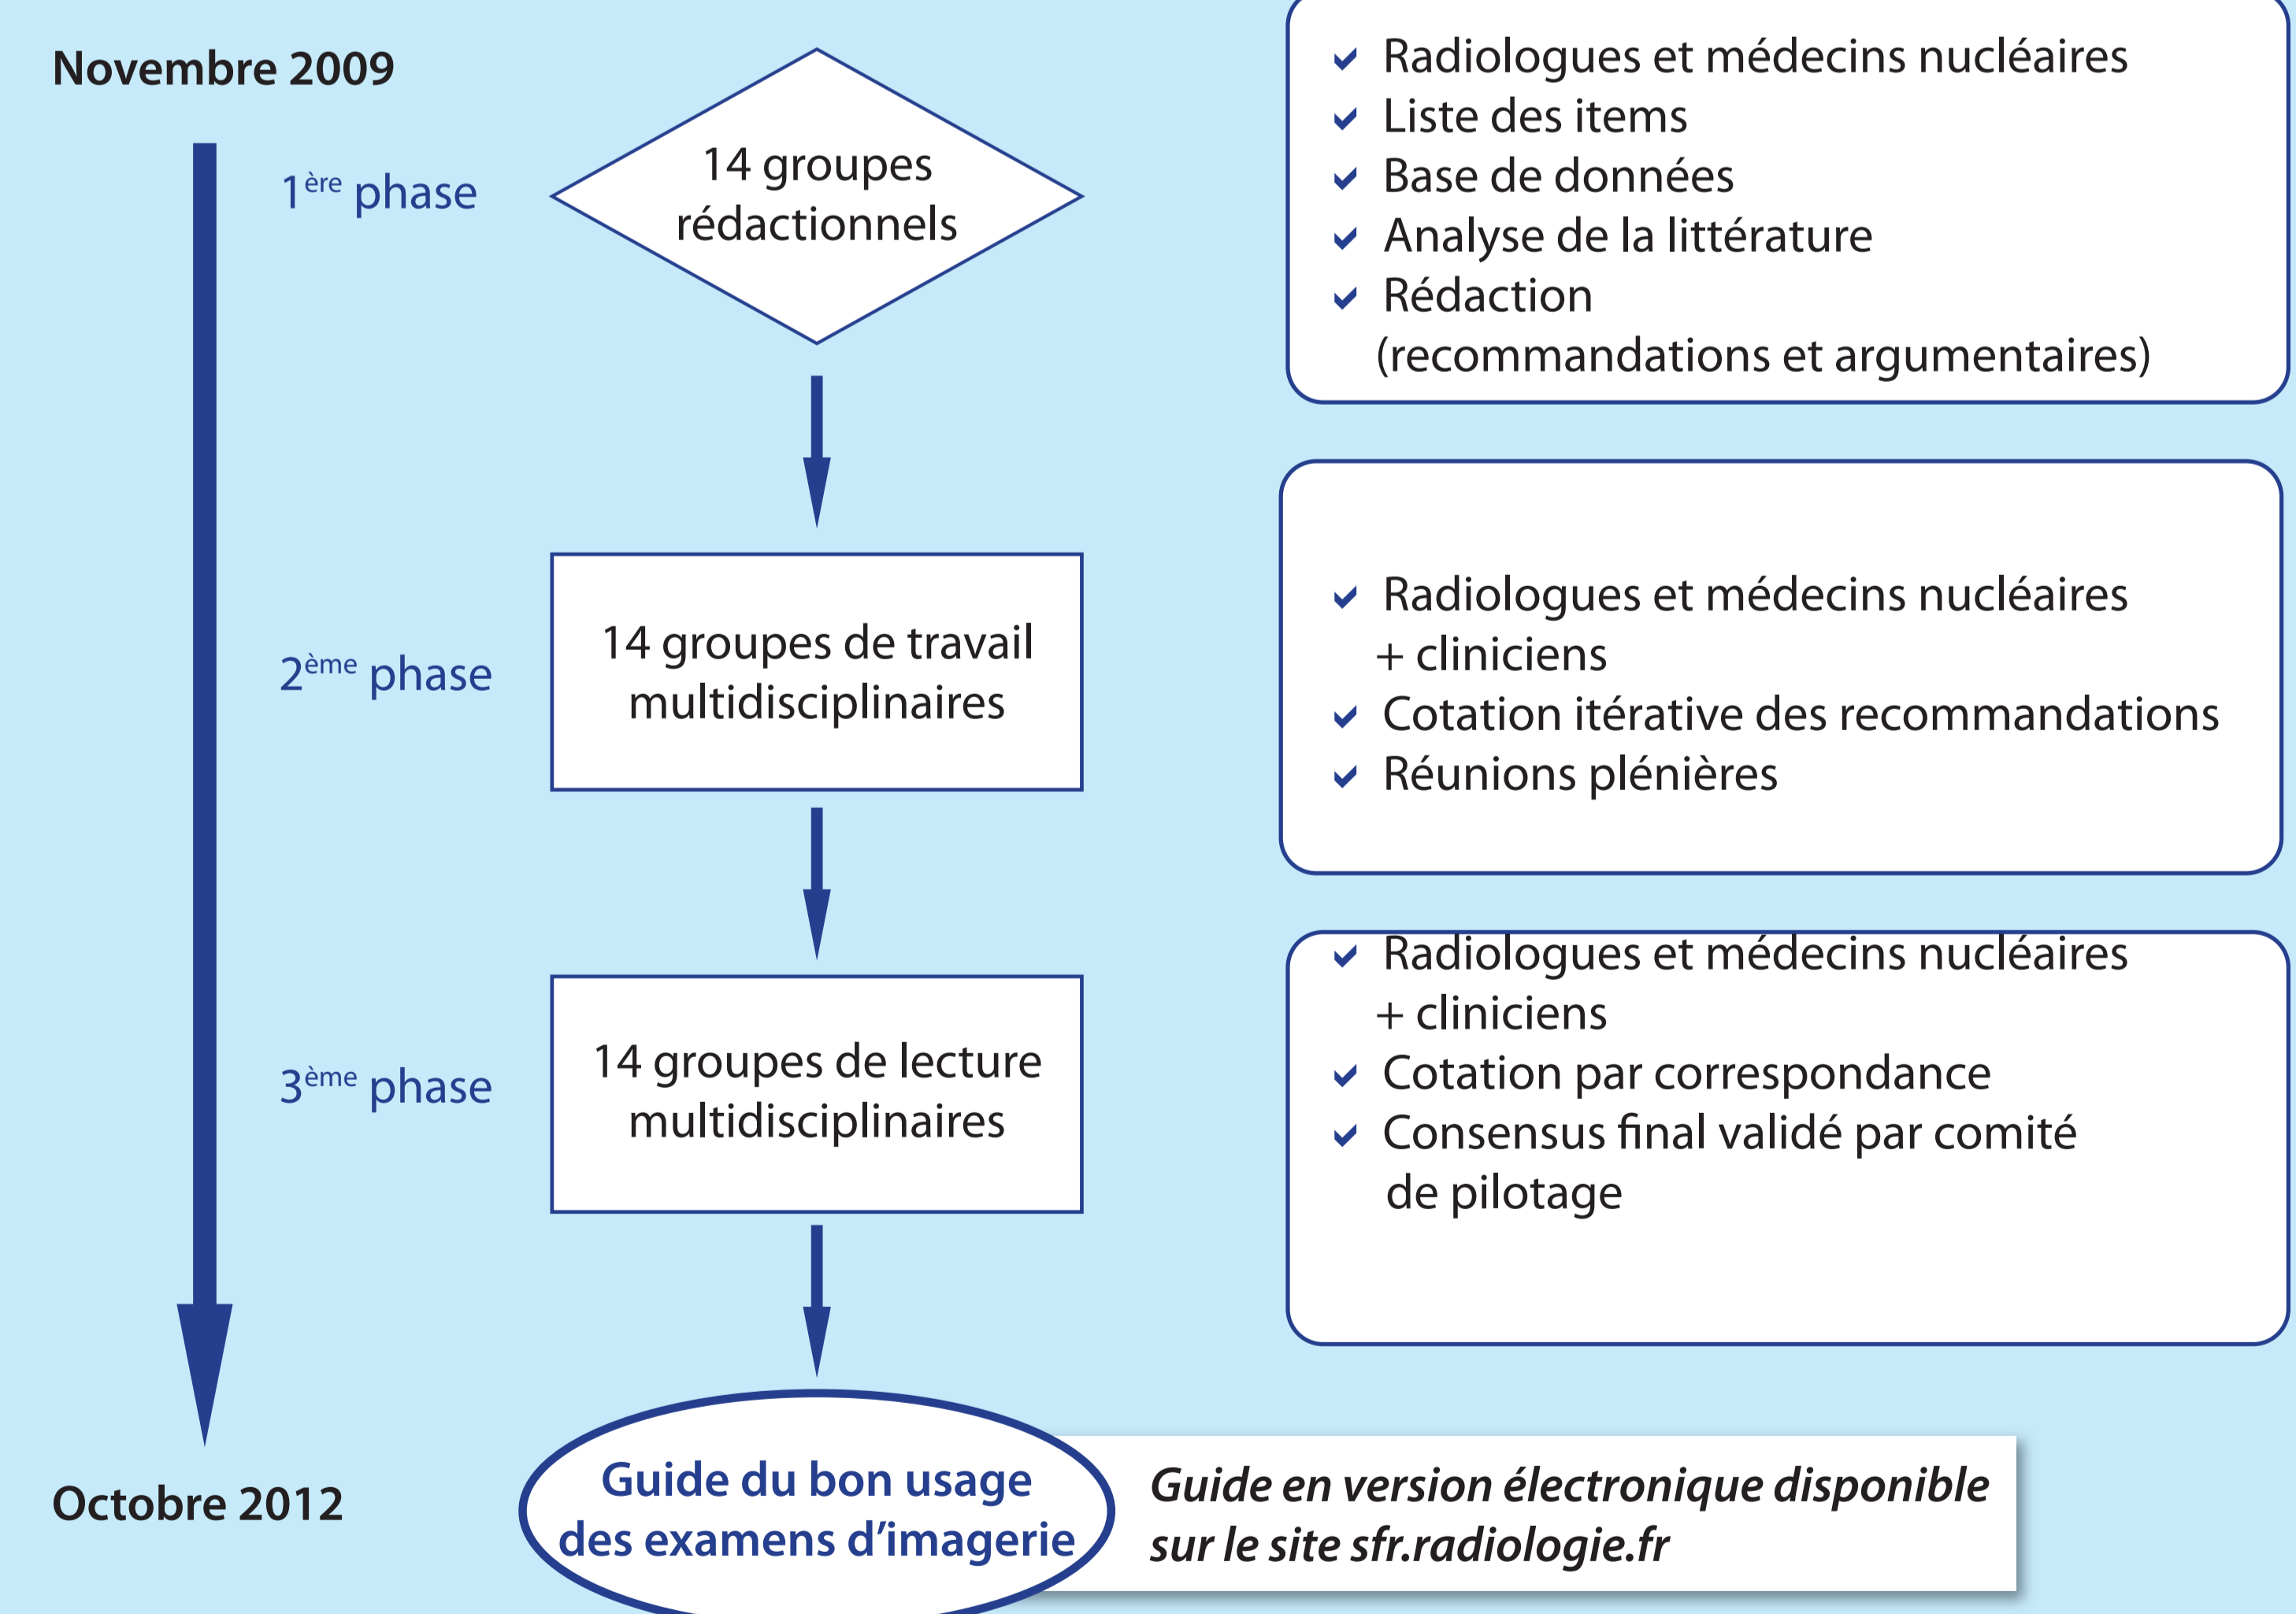 Novembre 2009
1ère phase
14 groupes
rédactionnels
Radiologues et médecins nucléaires
Liste des items
Base de données
Analyse de la littérature
Rédaction
(recommandations et argumentaires)
2ème phase
14 groupes de travail
multidisciplinaires
Radiologues et médecins nucléaires
+ cliniciens
Cotation itérative des recommandations
Réunions plénières
3ème phase
14 groupes de lecture
multidisciplinaires
Radiologues et médecins nucléaires
+ cliniciens
Cotation par correspondance
Consensus final validé par comité
de pilotage
Octobre 2012
Guide du bon usage
des examens d’imagerie
Guide en version électronique disponible
sur le site sfr.radiologie.fr